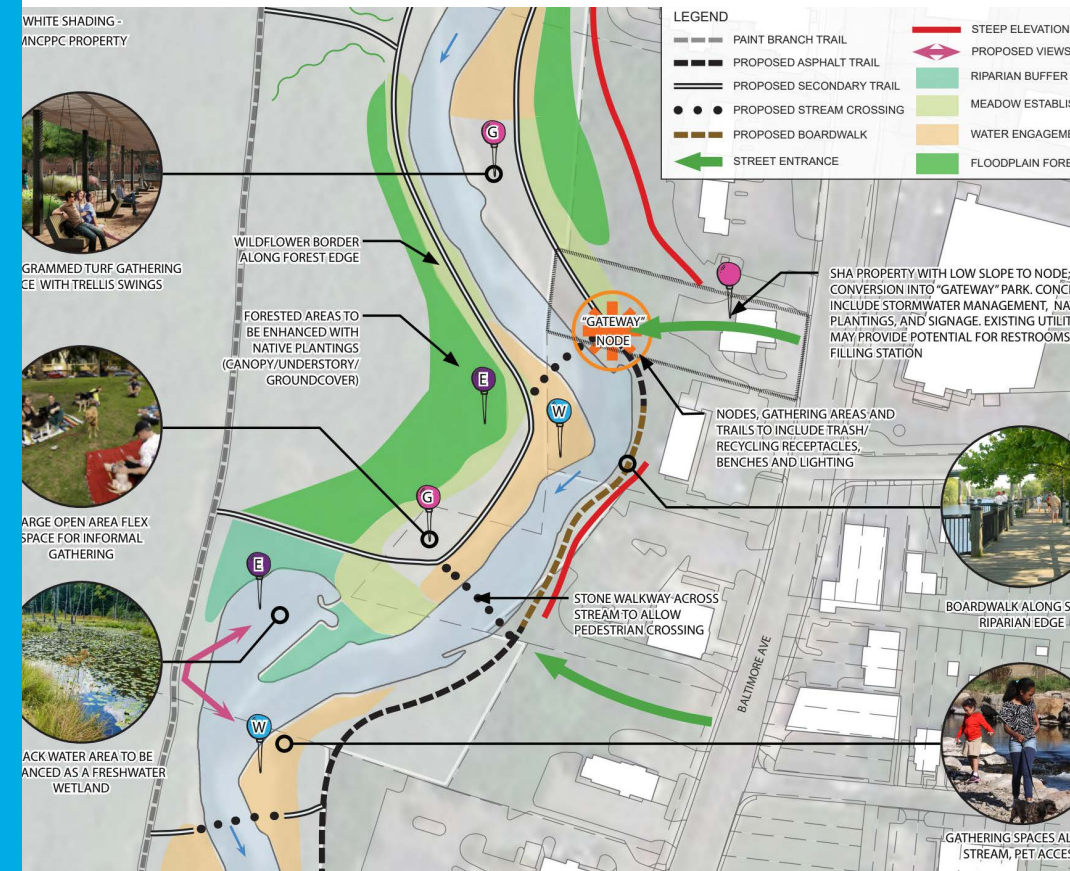 WHITE SHADING -
MNCPPC PROPERTY
LEGEND
PAINT BRANCH TRAIL
PROPOSED ASPHALT TRAIL
PROPOSED SECONDARY TRAIL
PROPOSED STREAM CROSSING
PROPOSED BOARDWALK
STREET ENTRANCE
STEEP ELEVATION
PROPOSED VIEWS
RIPARIAN BUFFER
MEADOW ESTABLIS
WATER ENGAGEME
FLOODPLAIN FORE
G
GRAMMED TURF GATHERING
CE WITH TRELLIS SWINGS
WILDFLOWER BORDER
ALONG FOREST EDGE
FORESTED AREAS TO
BE ENHANCED WITH
NATIVE PLANTINGS
(CANOPY/UNDERSTORY/
GROUNDCOVER)
"GATEWAY"
NODE
SHA PROPERTY WITH LOW SLOPE TO NODE;
CONVERSION INTO "GATEWAY" PARK. CONCE
INCLUDE STORMWATER MANAGEMENT, NA
PLANTINGS, AND SIGNAGE. EXISTING UTILIT
MAY PROVIDE POTENTIAL FOR RESTROOMS
FILLING STATION
E
W
NODES, GATHERING AREAS AND
TRAILS TO INCLUDE TRASH/
RECYCLING RECEPTACLES,
BENCHES AND LIGHTING
G
ARGE OPEN AREA FLEX
SPACE FOR INFORMAL
GATHERING
E
STONE WALKWAY ACROSS
STREAM TO ALLOW
PEDESTRIAN CROSSING
BOARDWALK ALONG S
RIPARIAN EDGE
BALTIMORE AVE
W
ACK WATER AREA TO BE
ANCED AS A FRESHWATER
WETLAND
GATHERING SPACES AL
STREAM, PET ACCES